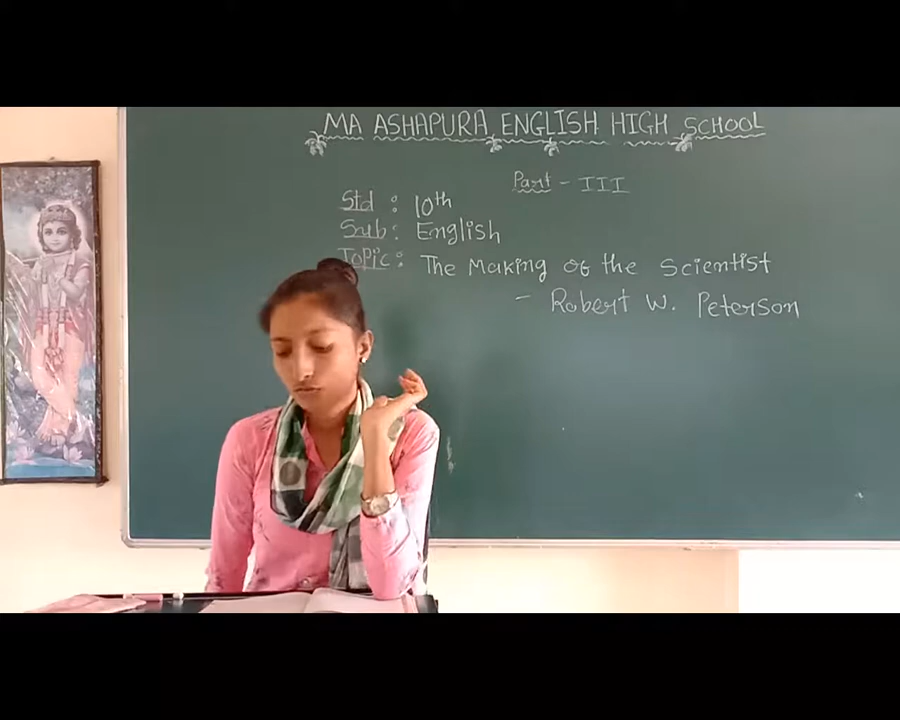 MA ASHAPURA ENGLISH HIGH SCHOOL
Part - III
Std : 10th
Sub : English
Topic : The Making of the Scientist
- Robert W. Peterson